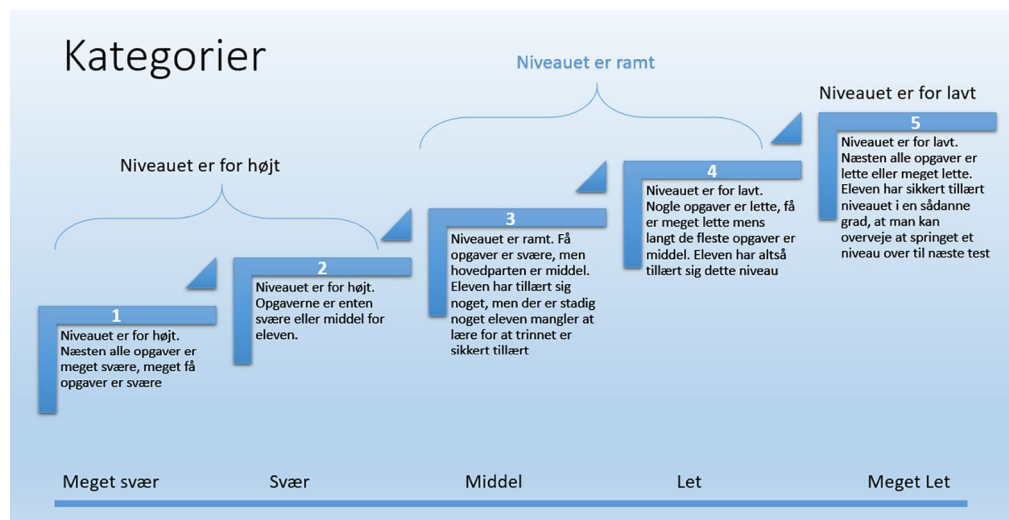 Kategorier
Niveauet er ramt
Niveauet er for lavt
Niveauet er for højt
1
Niveauet er for højt.
Næsten alle opgaver er
meget svære, meget få
opgaver er svære
2
Niveauet er for højt.
Opgaverne er enten
svære eller middel for
eleven.
3
Niveauet er ramt. Få
opgaver er svære, men
hovedparten er middel.
Eleven har tillært sig
noget, men der er stadig
noget eleven mangler at
lære for at trinnet er
sikkert tillært
4
Niveauet er for lavt.
Nogle opgaver er lette, få
er meget lette mens
langt de fleste opgaver er
middel. Eleven har altså
tillært sig dette niveau
5
Niveauet er for lavt.
Næsten alle opgaver er
lette eller meget lette.
Eleven har sikkert tillært
niveauet i en sådanne
grad, at man kan
overveje at springet et
niveau over til næste test
Meget svær
Svær
Middel
Let
Meget Let